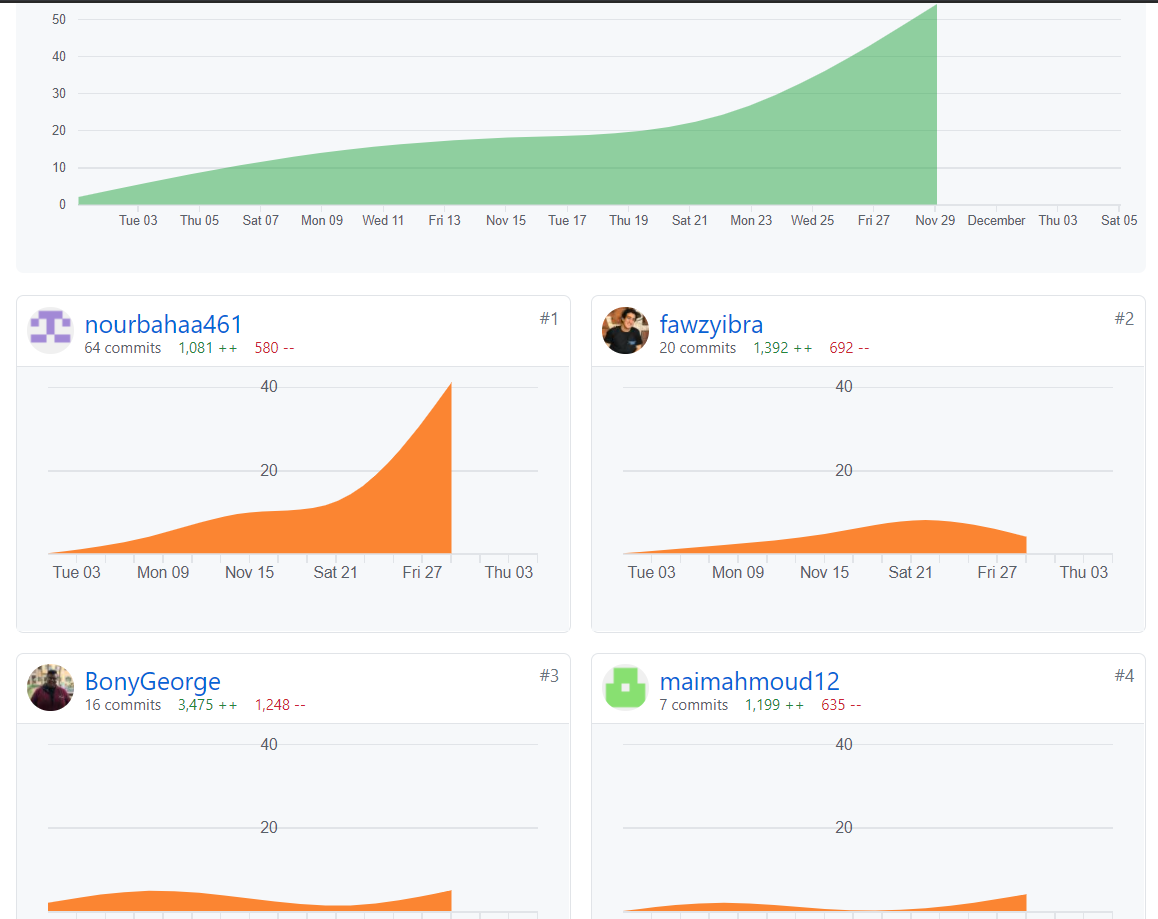 50
40
30
20
10
0
Tue 03 Thu 05 Sat 07 Mon 09 Wed 11 Fri 13 Nov 15 Tue 17 Thu 19 Sat 21 Mon 23 Wed 25 Fri 27 Nov 29 December Thu 03 Sat 05
nourbahaa461 #1
64 commits 1,081 ++ 580 --
40
20
Tue 03 Mon 09 Nov 15 Sat 21 Fri 27 Thu 03
fawzyibra #2
20 commits 1,392 ++ 692 --
40
20
Tue 03 Mon 09 Nov 15 Sat 21 Fri 27 Thu 03
BonyGeorge #3
16 commits 3,475 ++ 1,248 --
40
20
maimahmoud12 #4
7 commits 1,199 ++ 635 --
40
20